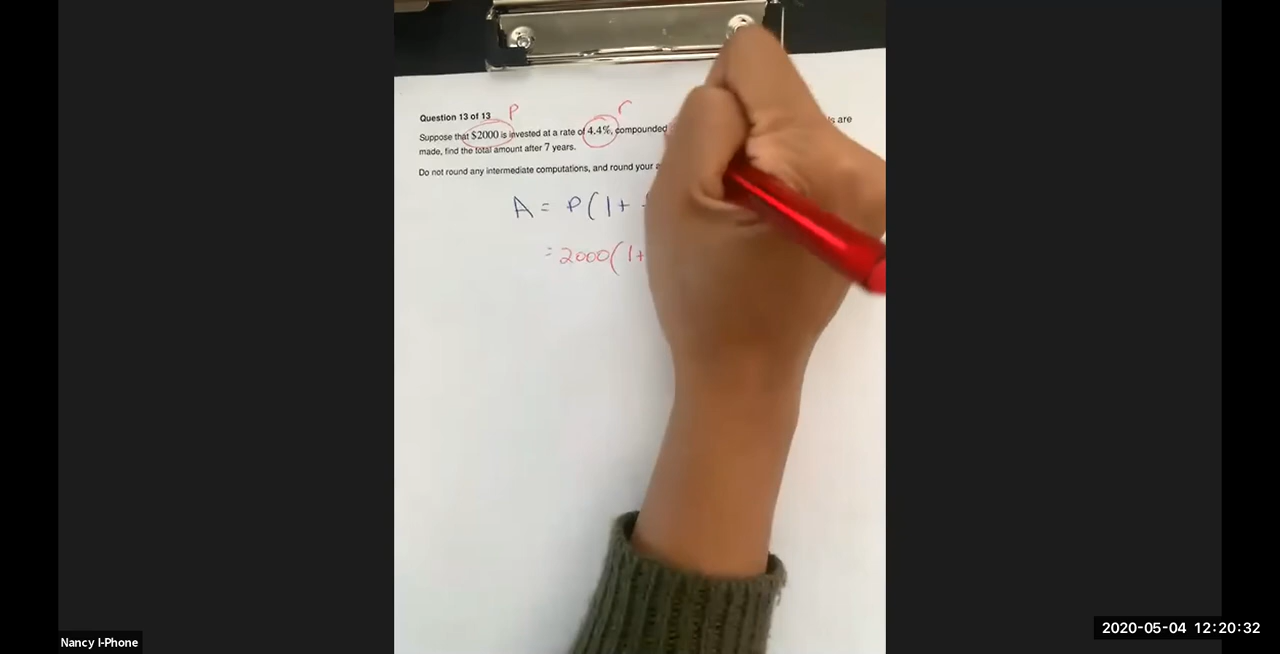 Question 13 of 13 P r
Suppose that $2000 is invested at a rate of 4.4%, compounded are
made, find the total amount after 7 years.
Do not round any intermediate computations, and round your
A = P(1+
=2000(1+
Nancy I-Phone
2020-05-04 12:20:32